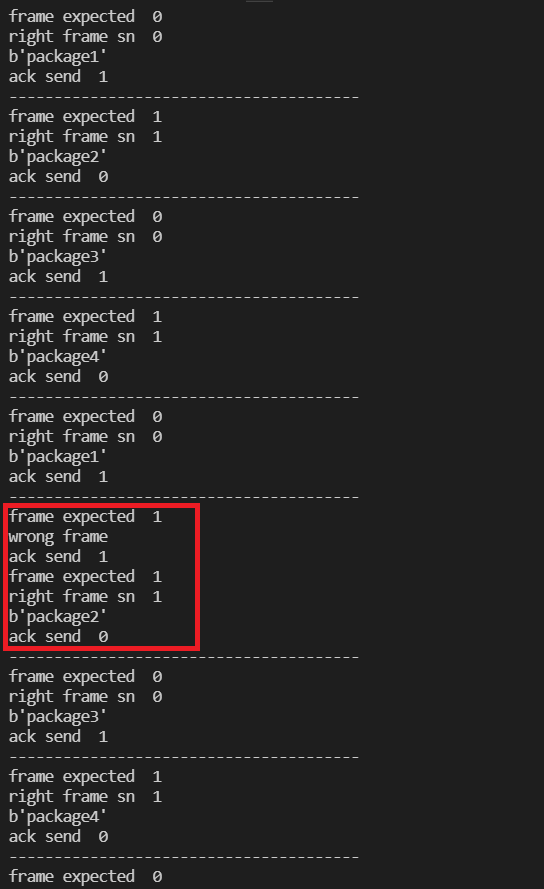 frame expected  0
right frame sn  0
b'package1'
ack send  1
---------------------------------------
frame expected  1
right frame sn  1
b'package2'
ack send  0
---------------------------------------
frame expected  0
right frame sn  0
b'package3'
ack send  1
---------------------------------------
frame expected  1
right frame sn  1
b'package4'
ack send  0
---------------------------------------
frame expected  0
right frame sn  0
b'package1'
ack send  1
---------------------------------------
frame expected  1
wrong frame
ack send  1
frame expected  1
right frame sn  1
b'package2'
ack send  0
---------------------------------------
frame expected  0
right frame sn  0
b'package3'
ack send  1
---------------------------------------
frame expected  1
right frame sn  1
b'package4'
ack send  0
---------------------------------------
frame expected  0